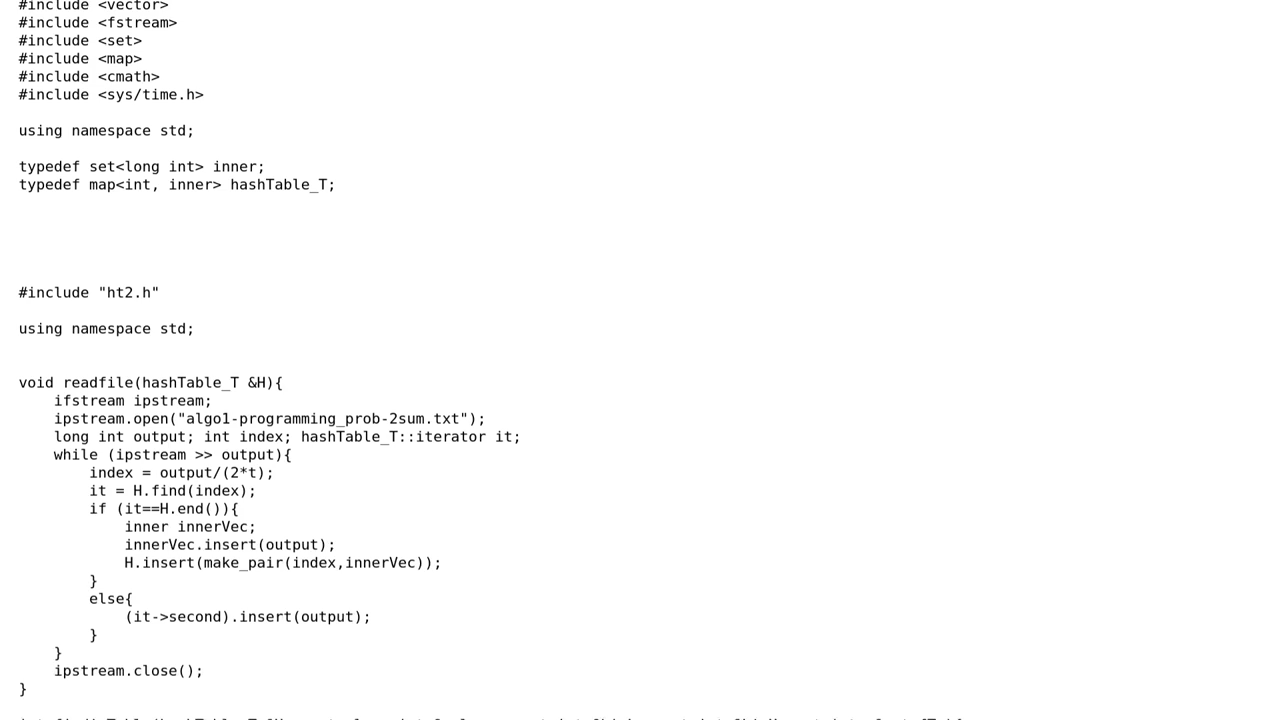 #include <vector>
#include <fstream>
#include <set>
#include <map>
#include <cmath>
#include <sys/time.h>

using namespace std;

typedef set<long int> inner;
typedef map<int, inner> hashTable_T;

#include "ht2.h"

using namespace std;

void readfile(hashTable_T &H){
    ifstream ipstream;
    ipstream.open("algo1-programming_prob-2sum.txt");
    long int output; int index; hashTable_T::iterator it;
    while (ipstream >> output){
        index = output/(2*t);
        it = H.find(index);
        if (it==H.end()){
            inner innerVec;
            innerVec.insert(output);
            H.insert(make_pair(index,innerVec));
        }
        else{
            (it->second).insert(output);
        }
    }
    ipstream.close();
}